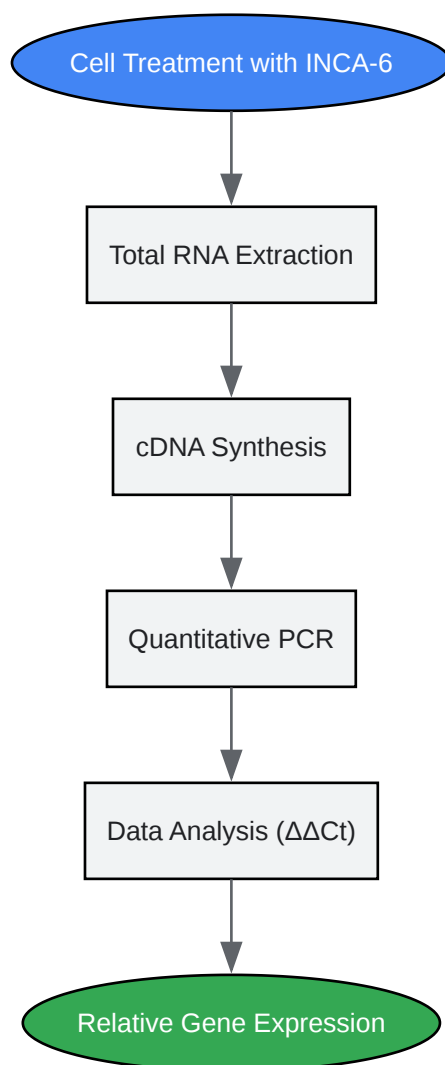 Cell Treatment with INCA-6
Total RNA Extraction
cDNA Synthesis
Quantitative PCR
Data Analysis (ΔΔCt)
Relative Gene Expression